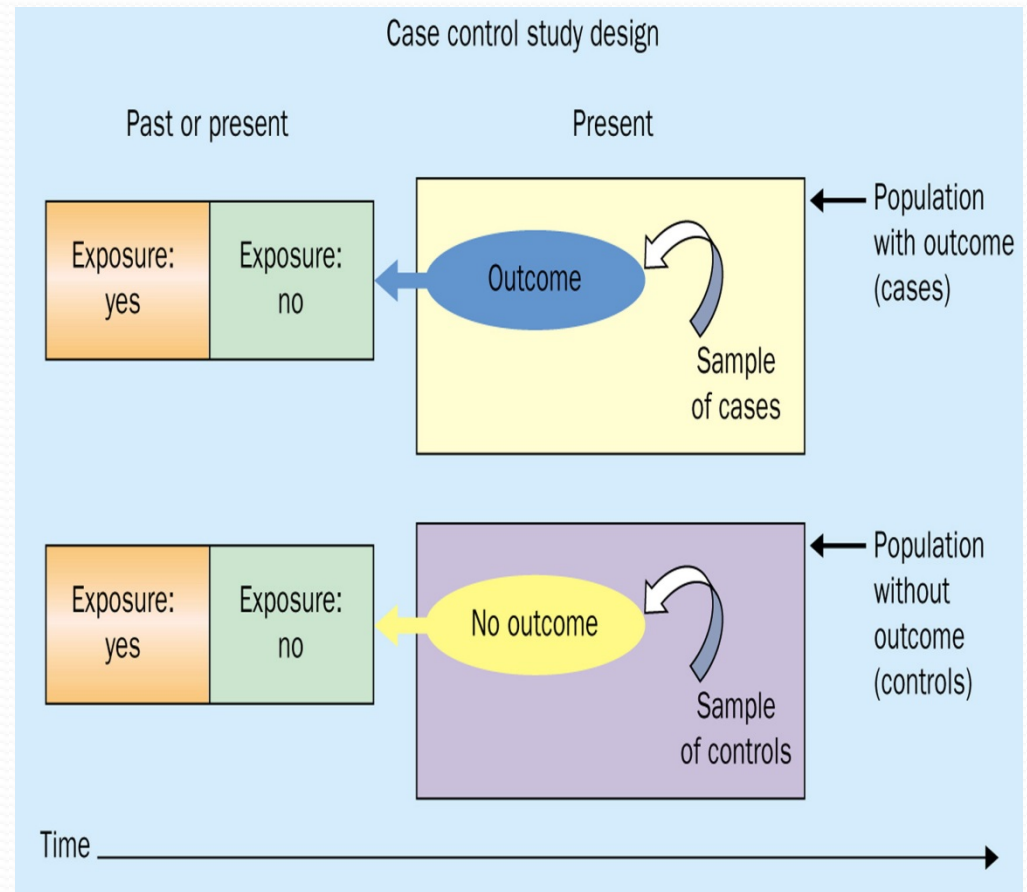 Case control study design
Past or present
Present
Exposure:
yes
Exposure:
no
Outcome
Sample
of cases
Population
with outcome
(cases)
Exposure:
yes
Exposure:
no
No outcome
Sample
of controls
Population
without
outcome
(controls)
Time